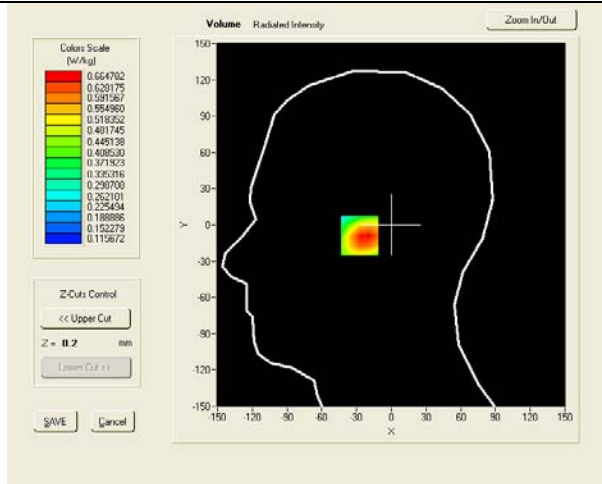 Volume Radiated Intensity
Zoom In/Out
Colors Scale
(W/kg)
0.664782
0.628175
0.591567
0.554960
0.518352
0.481745
0.445138
0.408530
0.371923
0.335316
0.298708
0.262101
0.225494
0.188886
0.152279
0.115672
Z-Cuts Control
<< Upper Cut
Z = 0.2 mm
Lower Cut >>
SAVE Cancel
150
120
90
60
30
Y 0
-30
-60
-90
-120
-150
-150 -120 -90 -60 -30 0 30 60 90 120 150
X